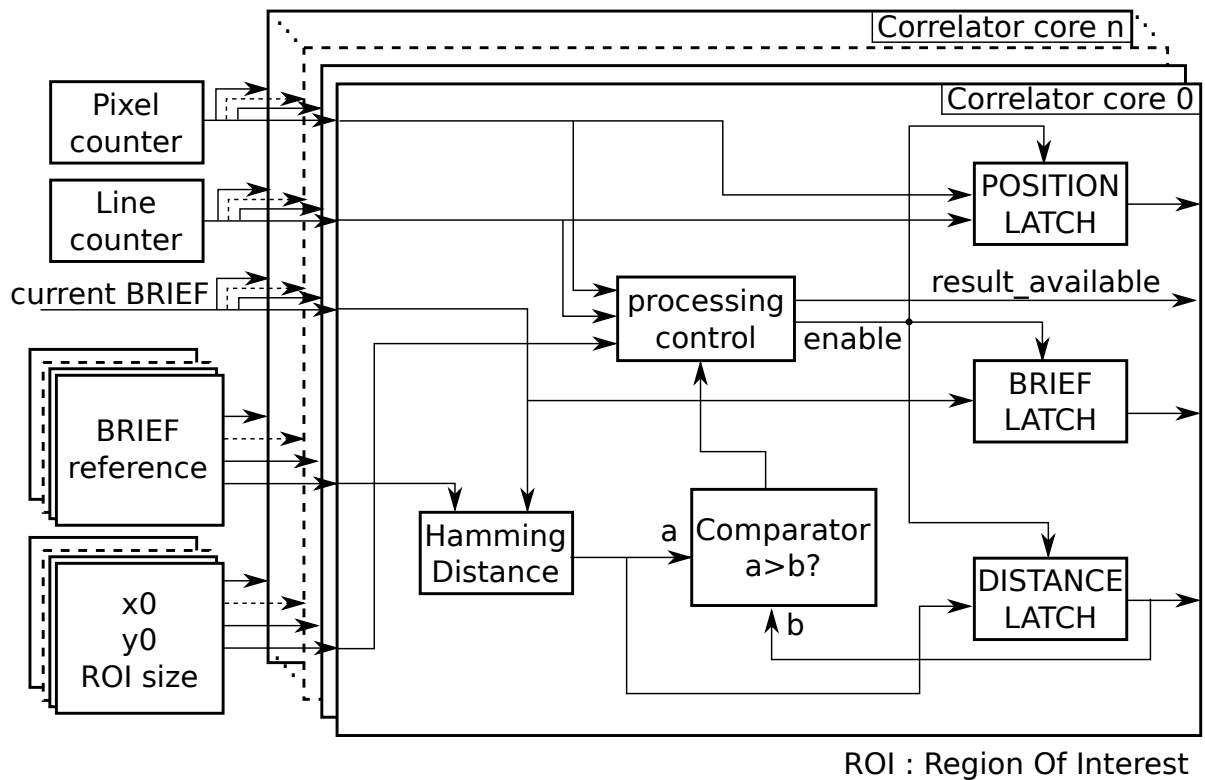 Correlator core n
Correlator core 0
Pixel
counter
Line
counter
current BRIEF
BRIEF
reference
x0
y0
ROI size
POSITION
LATCH
result_available
processing
control
enable
BRIEF
LATCH
Hamming
Distance
a
Comparator
a>b?
b
DISTANCE
LATCH
ROI : Region Of Interest